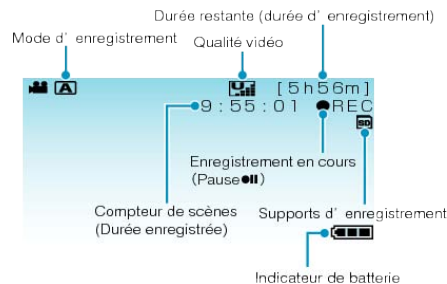 Durée restante (durée d' enregistrement)
Mode d' enregistrement
Qualité vidéo
A
[5h56m]
9:55:01 ●REC
SD
Enregistrement en cours
(Pause●II)
Compteur de scènes
(Durée enregistrée)
Supports d' enregistrement
Indicateur de batterie